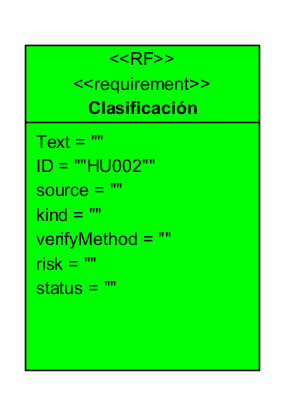 <<RF>>
<<requirement>>
Clasificación
Text = ""
ID = ""HU002""
source = ""
kind = ""
verifyMethod = ""
risk = ""
status = ""